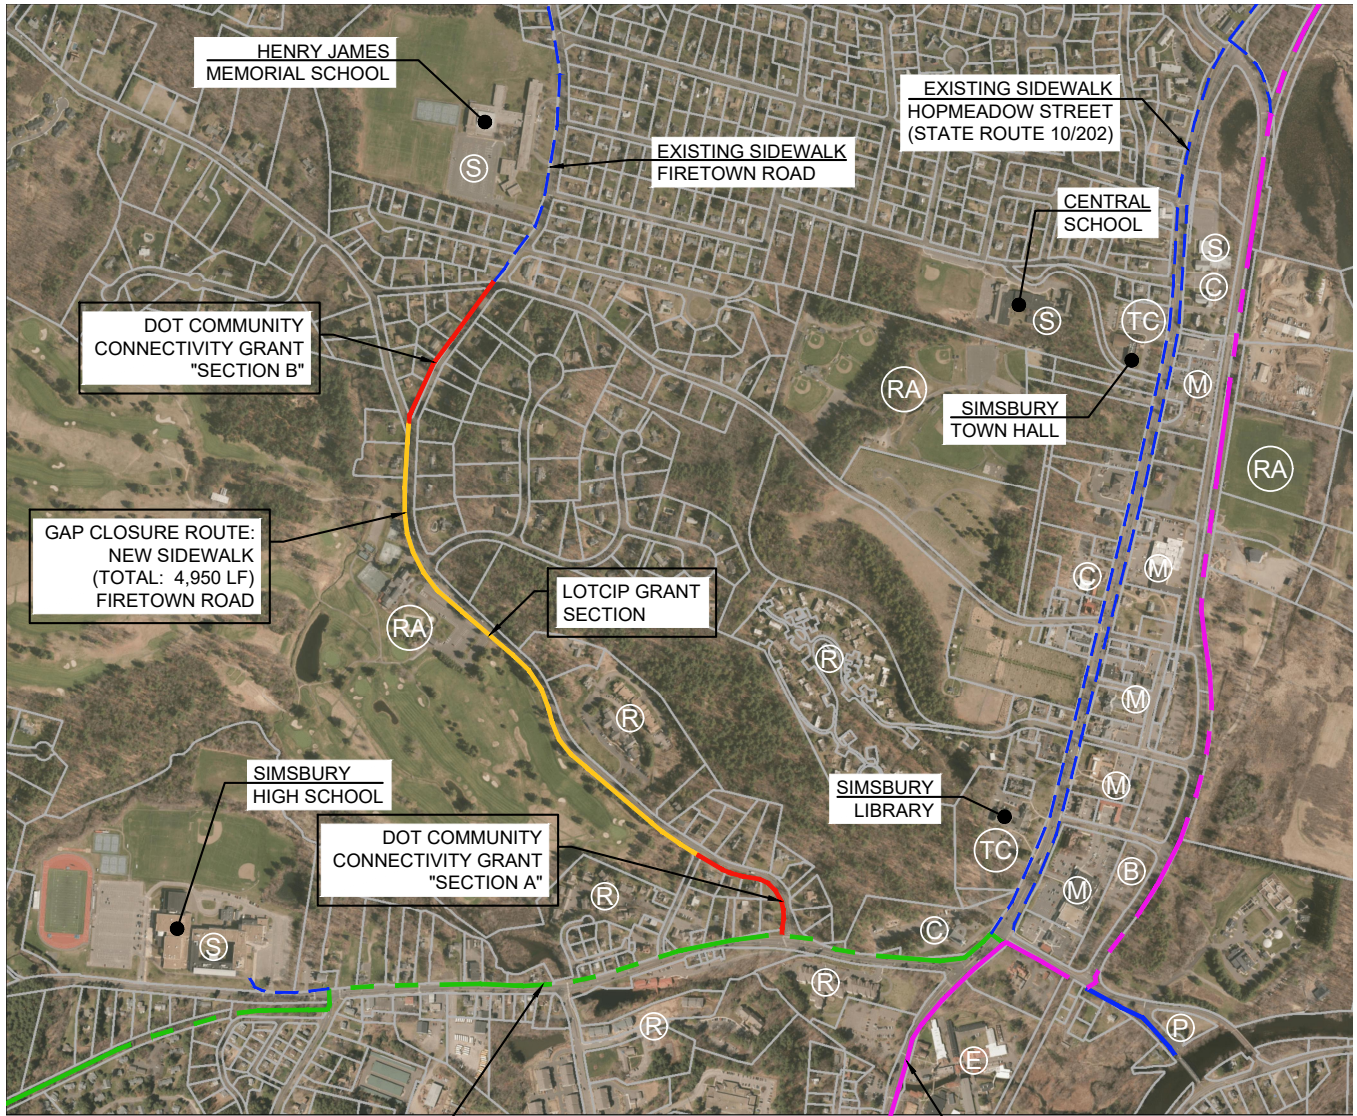 HENRY JAMES
MEMORIAL SCHOOL
S
EXISTING SIDEWALK
FIRETOWN ROAD
EXISTING SIDEWALK
HOPMEADOW STREET
(STATE ROUTE 10/202)
CENTRAL
SCHOOL
S
S
C
TC
DOT COMMUNITY
CONNECTIVITY GRANT
"SECTION B"
RA
M
SIMSBURY
TOWN HALL
RA
GAP CLOSURE ROUTE:
NEW SIDEWALK
(TOTAL: 4,950 LF)
FIRETOWN ROAD
LOTCIP GRANT
SECTION
C
M
RA
R
R
M
SIMSBURY
HIGH SCHOOL
SIMSBURY
LIBRARY
M
TC
DOT COMMUNITY
CONNECTIVITY GRANT
"SECTION A"
R
M
B
S
C
R
R
E
P